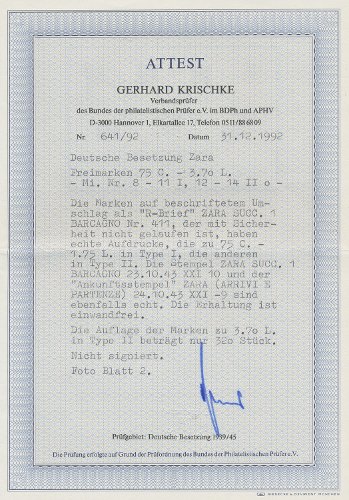 ATTEST
GERHARD KRISCHKE
Verbandsprüfer
des Bundes der philatelistischen Prüfer e.V. im BDPh und APHV
D-3000 Hannover 1, Elkartallee 17, Telefon 0511/816809
Nr 641/92 Datum 31.12.1992
Deutsche Besetzung Zara
Freimarken 75 C. - 3.70 L.
- Mi. Nr. 8 - 11 I, 12 - 14 II o -
Die Marken auf beschriftetem Um-
schlag als "R-Brief" ZARA SUCC. 1
BARCAGNO Nr. 411, der mit Sicher-
heit nicht gelaufen ist, haben
echte Aufdrucke, die zu 75 C.-
1.75 L. in Type I, die anderen
in Type II. Die Stempel ZARA SUCC. 1
BARCAGNO 23.10.43 XXI 10 und der
"Ankunftsstempel" ZARA (ARRIVI E
PARTENZE) 24.10.43 XXI -9 sind
ebenfalls echt. Die Erhaltung ist
einwandfrei.
Die Auflage der Marken zu 3.70 L.
in Type II beträgt nur 320 Stück.
Nicht signiert.
Foto Blatt 2.
Prüfgebiet: Deutsche Besetzung 1939/45
Die Prüfung erfolgte auf Grund der Prüfordnung des Bundes der Philatelistischen Prüfer e.V.